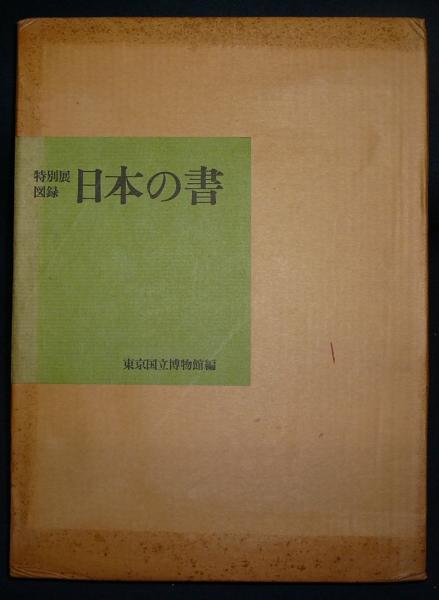 特別展
図録
日本の書
東京国立博物館編